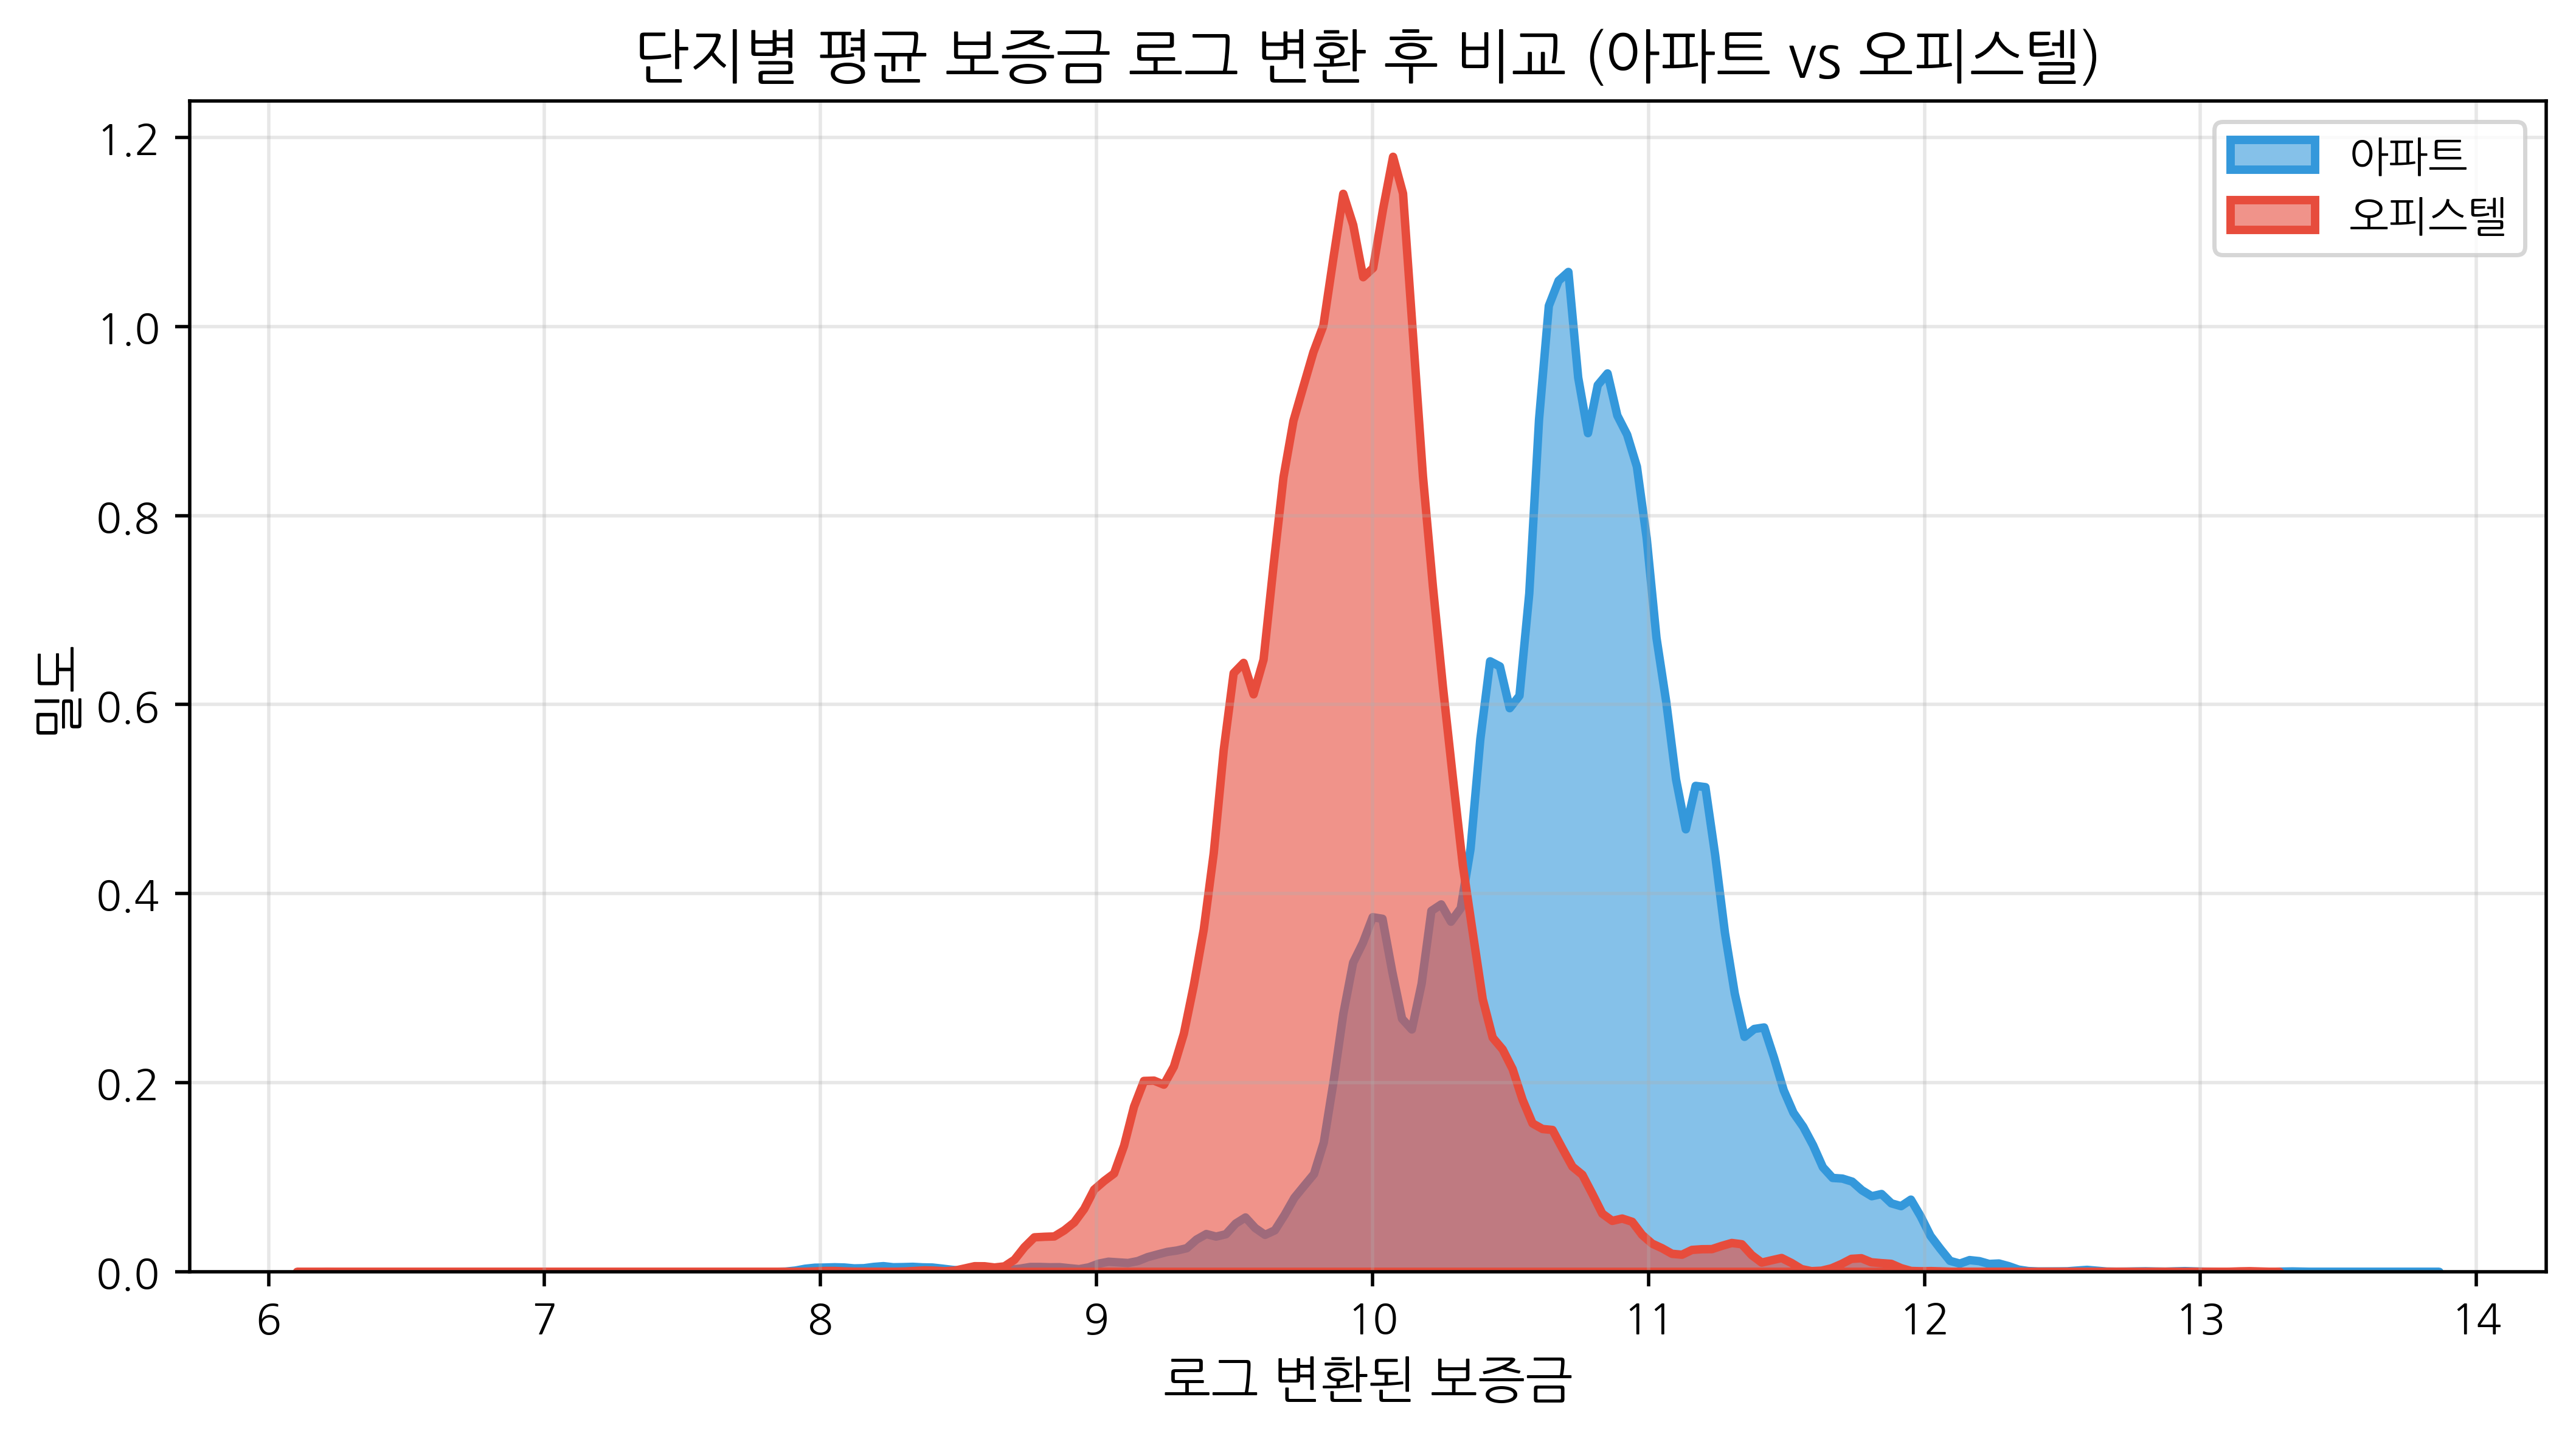 단지별 평균 보증금 로그 변환 후 비교 (아파트 vs 오피스텔)
아파트
오피스텔
밀도
1.2
1.0
0.8
0.6
0.4
0.2
0.0
6 7 8 9 10 11 12 13 14
로그 변환된 보증금